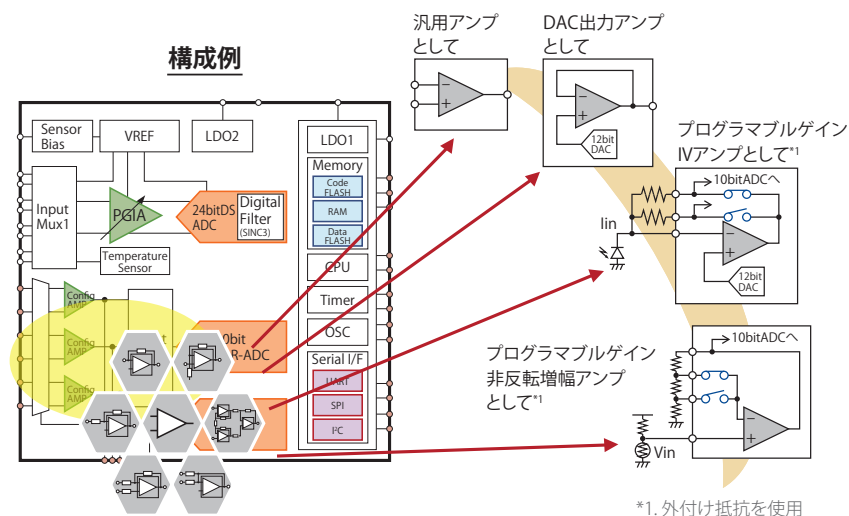 構成例
Sensor
Bias
VREF
LDO2
LDO1
Memory
Code
FLASH
RAM
Data
FLASH
Input
Mux1
PGIA
24bitDS
ADC
Digital
Filter
(SINC3)
Temperature
Sensor
CPU
Timer
OSC
Serial I/F
UART
SPI
I²C
Config
AMP
Config
AMP
Config
AMP
R-ADC
汎用アンプ
として
DAC出力アンプ
として
−
+
−
+
12bit
DAC
プログラマブルゲイン
IVアンプとして*1
10bitADCへ
Iin
−
+
12bit
DAC
プログラマブルゲイン
非反転増幅アンプ
として*1
10bitADCへ
−
+
Vin
*1. 外付け抵抗を使用